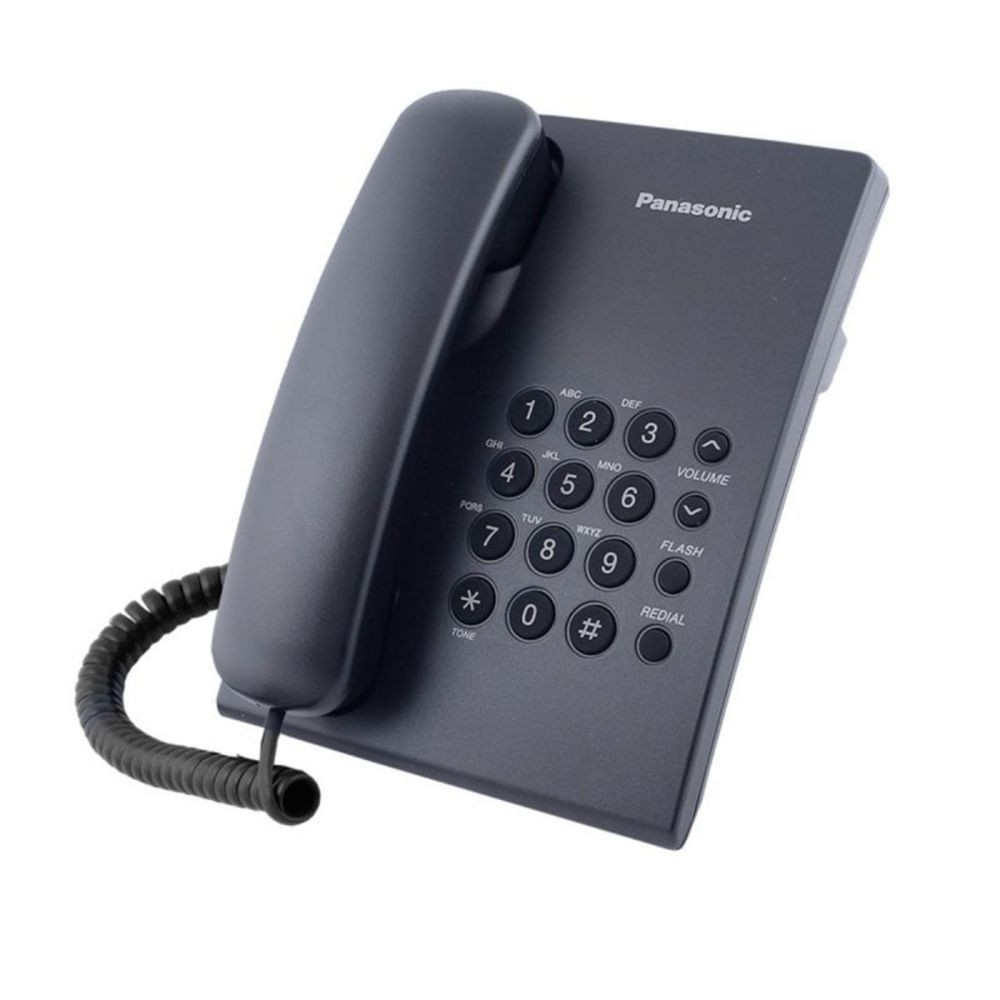 Panasonic
ABC DEF
1 2 3
GHI JKL MNO VOLUME
4 5 6
PQRS TUV WXYZ FLASH
7 8 9
* 0 # REDIAL
TONE